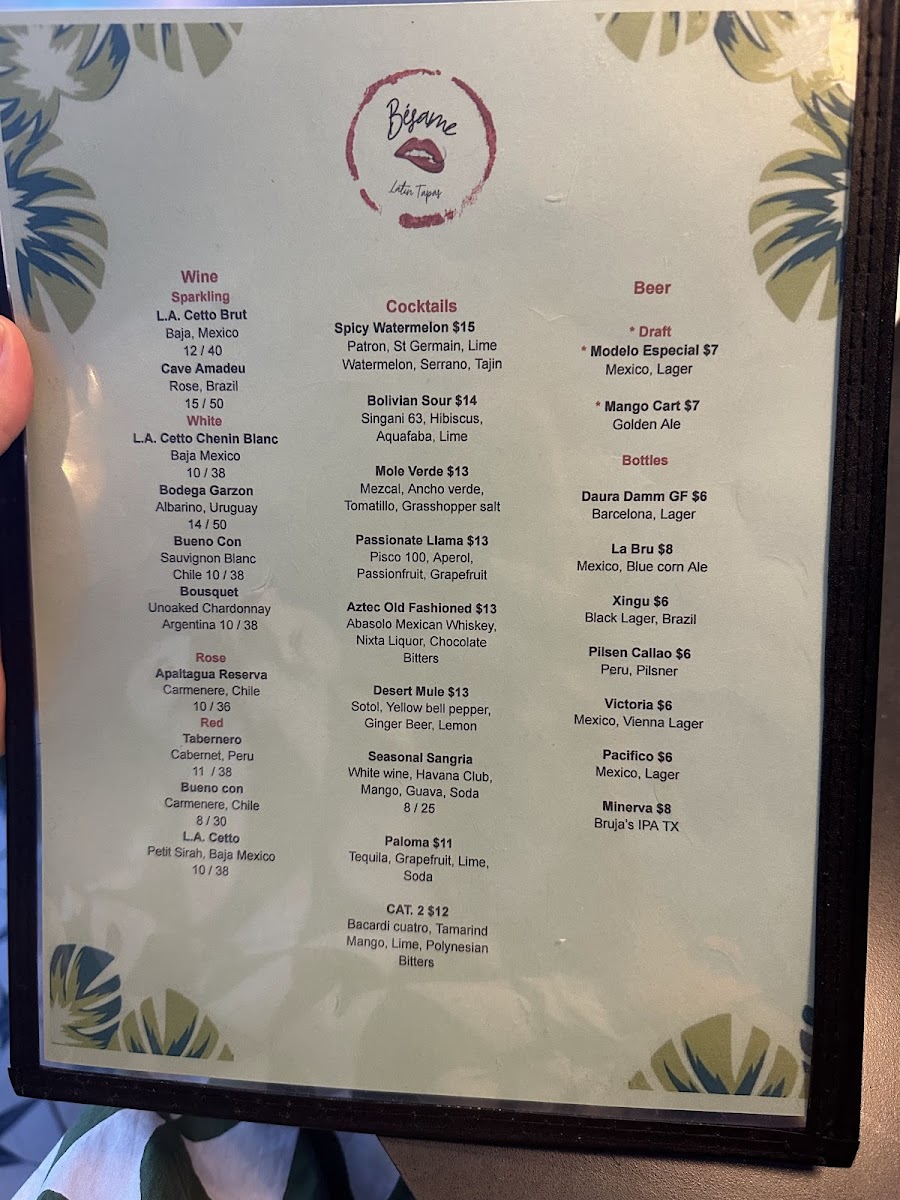 Bésame
Latin Tapas
Wine
Sparkling
L.A. Cetto Brut
Baja, Mexico
12 / 40
Cave Amadeu
Rose, Brazil
15 / 50
White
L.A. Cetto Chenin Blanc
Baja Mexico
10 / 38
Bodega Garzon
Albarino, Uruguay
14 / 50
Bueno Con
Sauvignon Blanc
Chile 10 / 38
Bousquet
Unoaked Chardonnay
Argentina 10 / 38
Rose
Apaltagua Reserva
Carmenere, Chile
10 / 36
Red
Tabernero
Cabernet, Peru
11 / 38
Bueno con
Carmenere, Chile
8 / 30
L.A. Cetto
Petit Sirah, Baja Mexico
10 / 38
Cocktails
Spicy Watermelon $15
Patron, St Germain, Lime
Watermelon, Serrano, Tajin
Bolivian Sour $14
Singani 63, Hibiscus,
Aquafaba, Lime
Mole Verde $13
Mezcal, Ancho verde,
Tomatillo, Grasshopper salt
Passionate Llama $13
Pisco 100, Aperol,
Passionfruit, Grapefruit
Aztec Old Fashioned $13
Abasolo Mexican Whiskey,
Nixta Liquor, Chocolate
Bitters
Desert Mule $13
Sotol, Yellow bell pepper,
Ginger Beer, Lemon
Seasonal Sangria
White wine, Havana Club,
Mango, Guava, Soda
8 / 25
Paloma $11
Tequila, Grapefruit, Lime,
Soda
CAT. 2 $12
Bacardi cuatro, Tamarind
Mango, Lime, Polynesian
Bitters
Beer
* Draft
* Modelo Especial $7
Mexico, Lager
* Mango Cart $7
Golden Ale
Bottles
Daura Damm GF $6
Barcelona, Lager
La Bru $8
Mexico, Blue corn Ale
Xingu $6
Black Lager, Brazil
Pilsen Callao $6
Peru, Pilsner
Victoria $6
Mexico, Vienna Lager
Pacifico $6
Mexico, Lager
Minerva $8
Bruja's IPA TX